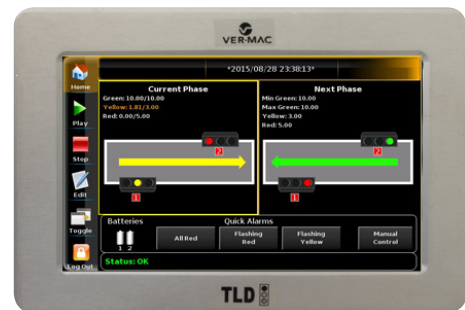 VER-MAC
*2015/08/28 23:38:13*
Home
Play
Stop
Edit
Toggle
Log Out
Current Phase
Green: 10.00/10.00
Yellow: 1.81/3.00
Red: 0.00/5.00
2
1
Next Phase
Min Green: 10.00
Max Green: 10.00
Yellow: 3.00
Red: 5.00
2
1
Batteries
1 2
Quick Alarms
All Red
Flashing
Red
Flashing
Yellow
Manual
Control
Status: OK
TLD